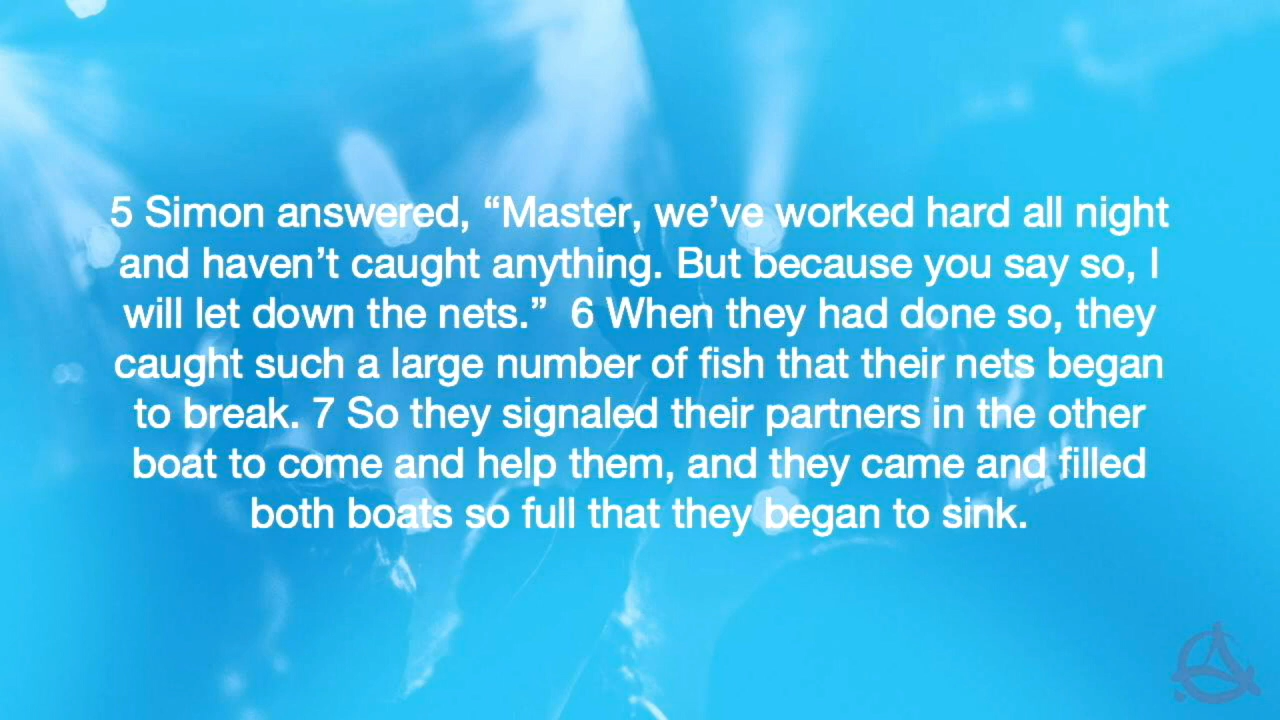 5 Simon answered, “Master, we’ve worked hard all night
and haven’t caught anything. But because you say so, I
will let down the nets.”  6 When they had done so, they
caught such a large number of fish that their nets began
to break. 7 So they signaled their partners in the other
boat to come and help them, and they came and filled
both boats so full that they began to sink.